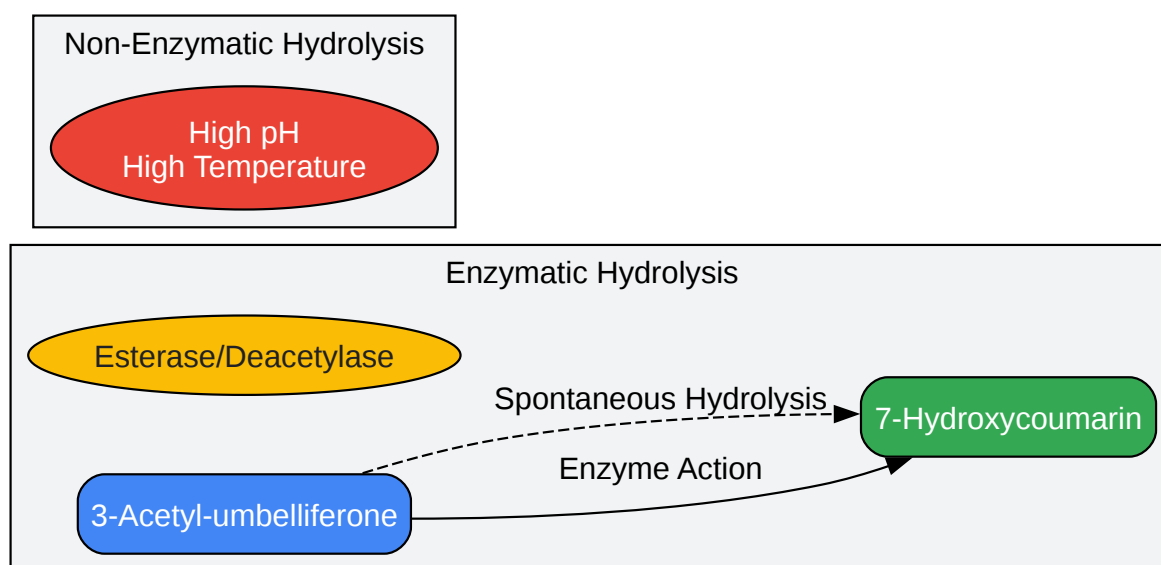 Non-Enzymatic Hydrolysis
High pH
High Temperature
Enzymatic Hydrolysis
Esterase/Deacetylase
Spontaneous Hydrolysis
7-Hydroxycoumarin
Enzyme Action
3-Acetyl-umbelliferone